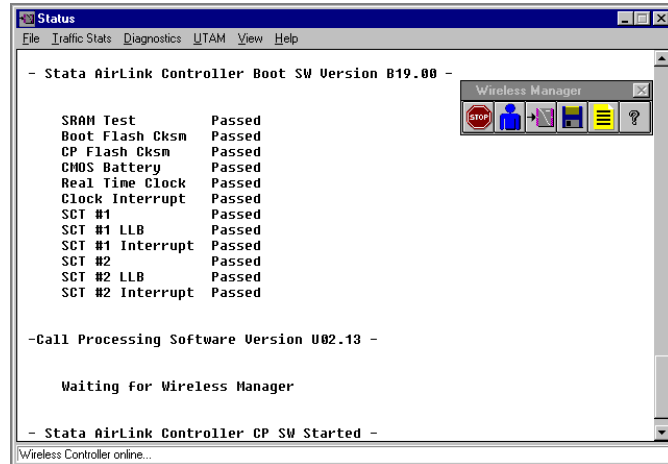 Status
File Traffic Stats Diagnostics UTAM View Help
- Stata AirLink Controller Boot SW Version B19.00 -
Wireless Manager
STOP
?
SRAM Test Passed
Boot Flash Cksm Passed
CP Flash Cksm Passed
CMOS Battery Passed
Real Time Clock Passed
Clock Interrupt Passed
SCT #1 Passed
SCT #1 LLB Passed
SCT #1 Interrupt Passed
SCT #2 Passed
SCT #2 LLB Passed
SCT #2 Interrupt Passed
-Call Processing Software Version U02.13 -
Waiting for Wireless Manager
- Stata AirLink Controller CP SW Started -
Wireless Controller online...